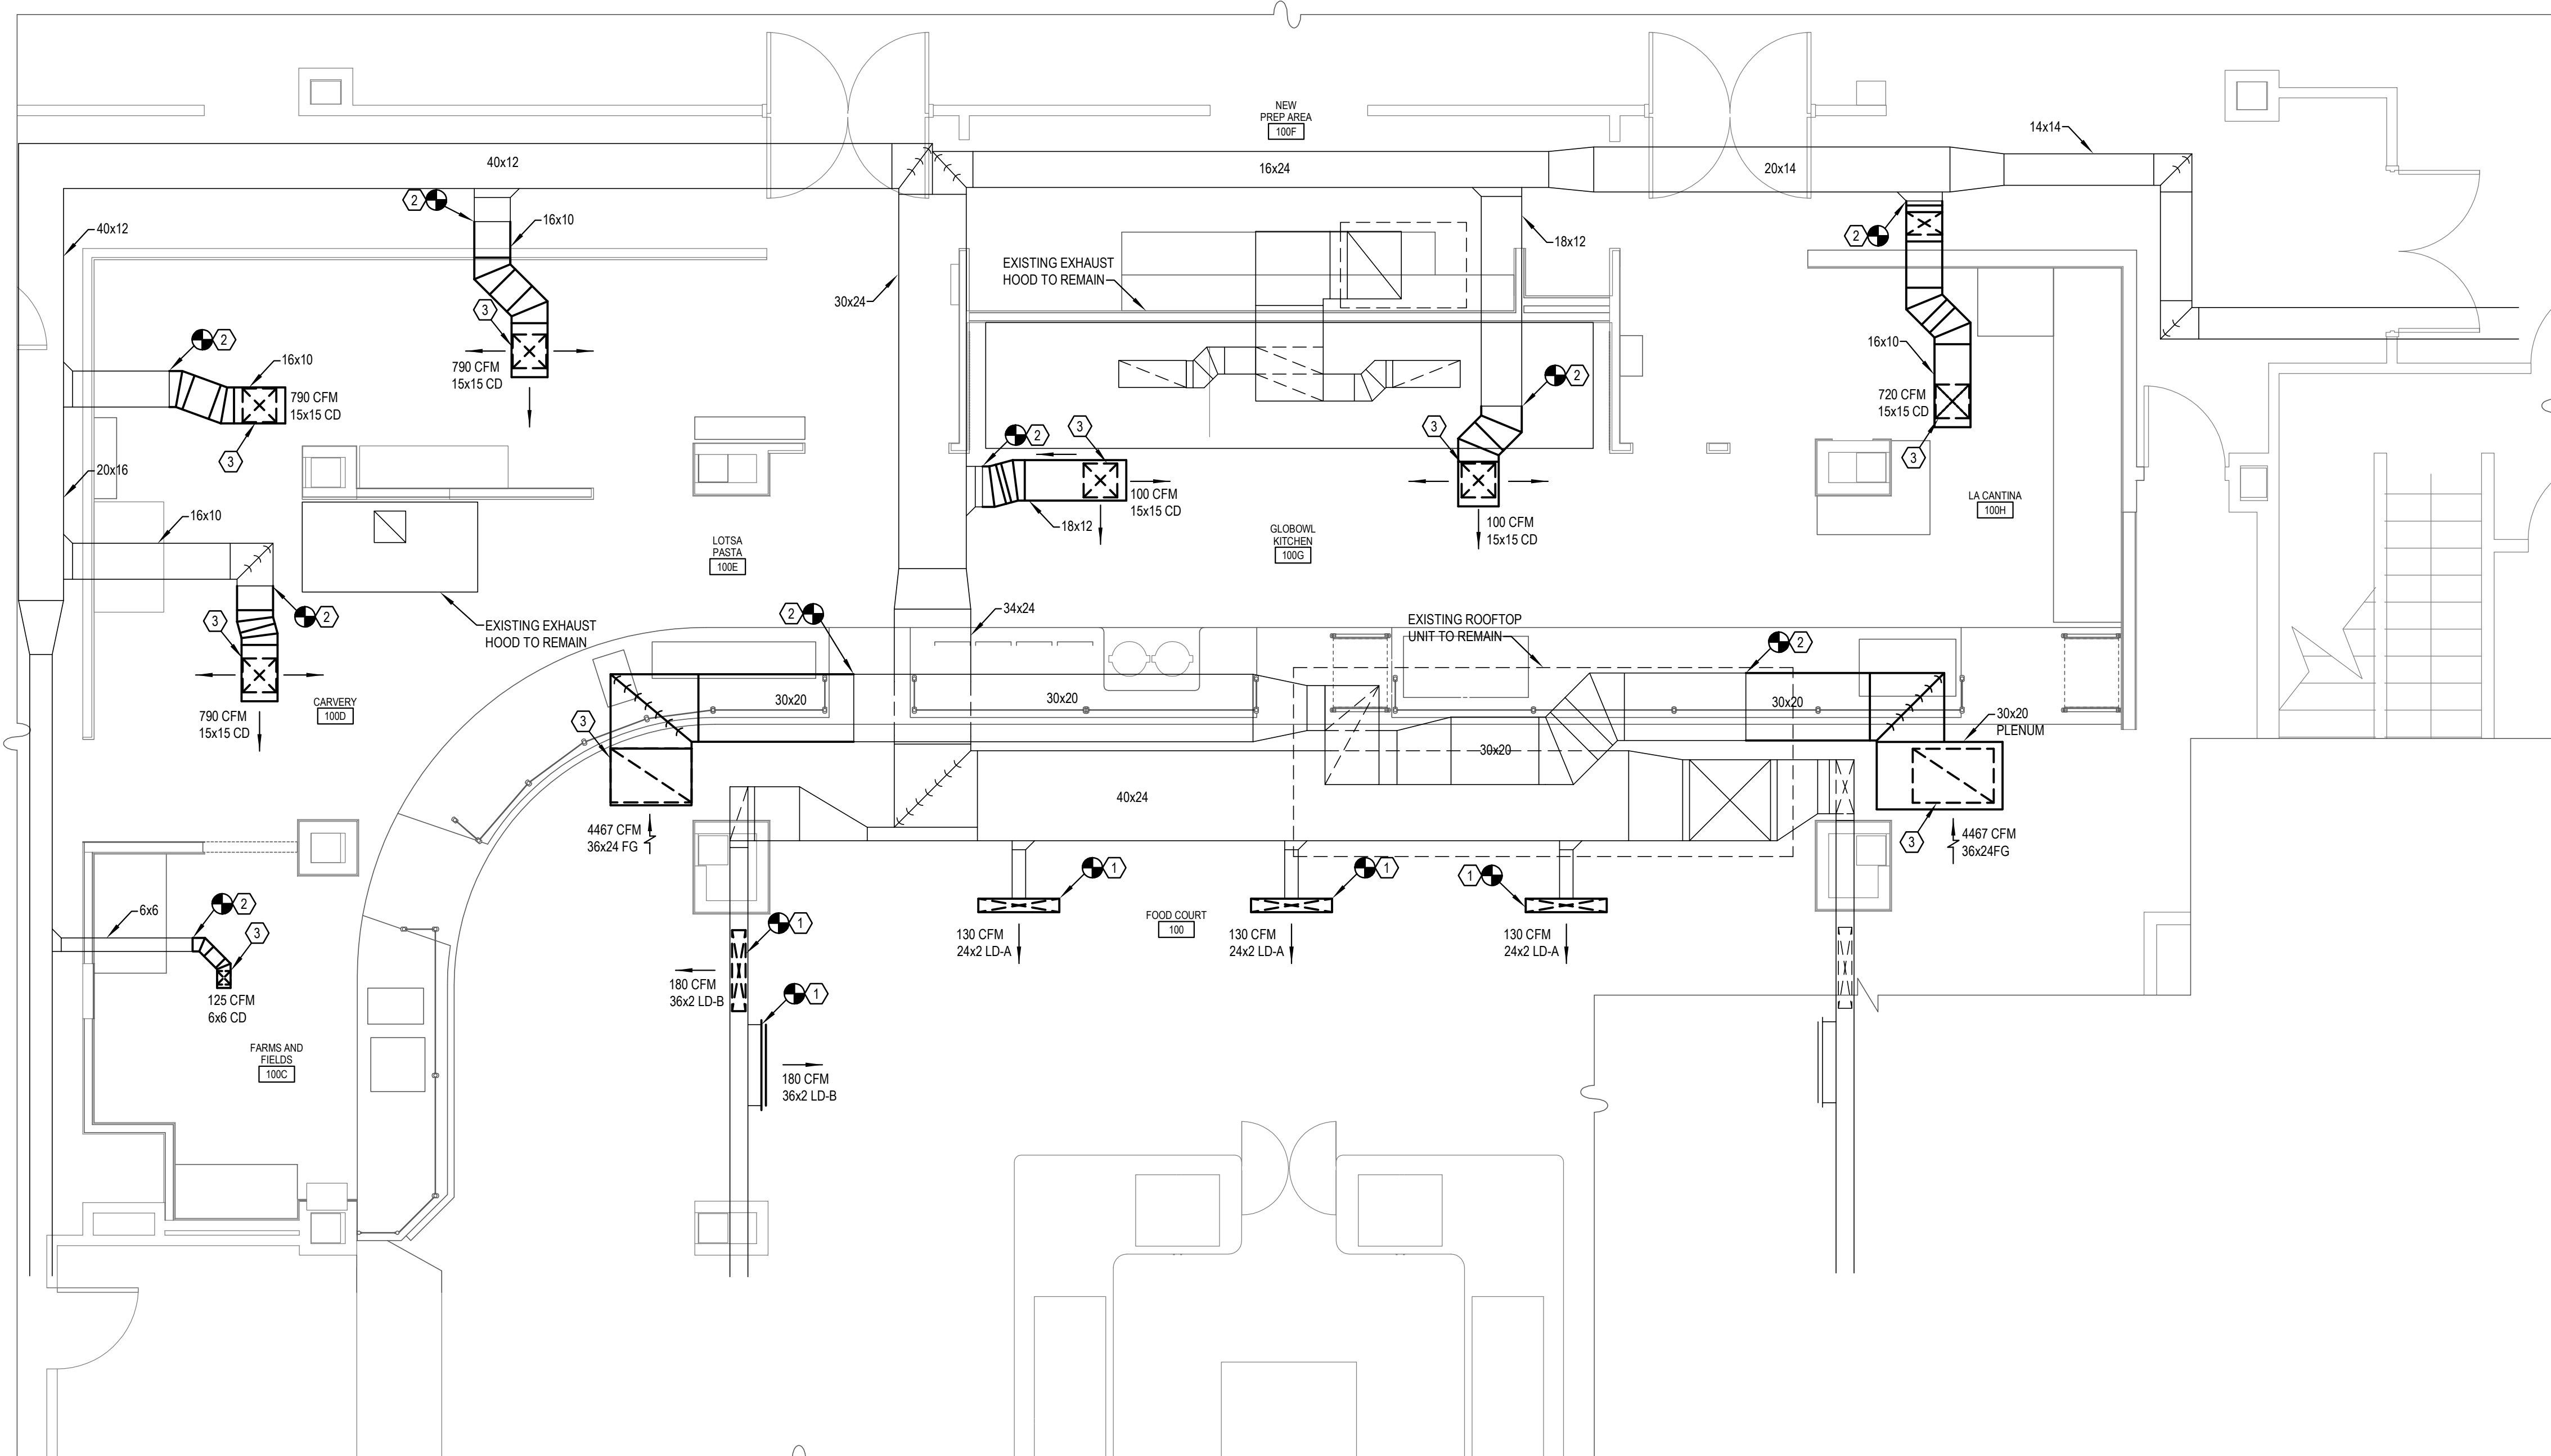 NEW
PREP AREA
100F
14x14
40x12
16x24
20x14
2
16x10
40x12
18x12
2
EXISTING EXHAUST
HOOD TO REMAIN
30x24
3
2
16x10
790 CFM
15x15 CD
790 CFM
15x15 CD
3
16x10
2
720 CFM
15x15 CD
3
2
3
3
20x16
16x10
100 CFM
15x15 CD
18x12
LA CANTINA
100H
100 CFM
15x15 CD
GLOBOWL
KITCHEN
100G
LOTSA
PASTA
100E
2
3
EXISTING EXHAUST
HOOD TO REMAIN
2
34x24
EXISTING ROOFTOP
UNIT TO REMAIN
2
CARVERY
100D
790 CFM
15x15 CD
3
30x20
30x20
30x20
30x20
PLENUM
30x20
40x24
4467 CFM
36x24 FG
3
4467 CFM
36x24FG
1
1
1
6x6
2
3
FOOD COURT
100
1
130 CFM
24x2 LD-A
130 CFM
24x2 LD-A
130 CFM
24x2 LD-A
180 CFM
36x2 LD-B
1
125 CFM
6x6 CD
FARMS AND
FIELDS
100C
180 CFM
36x2 LD-B